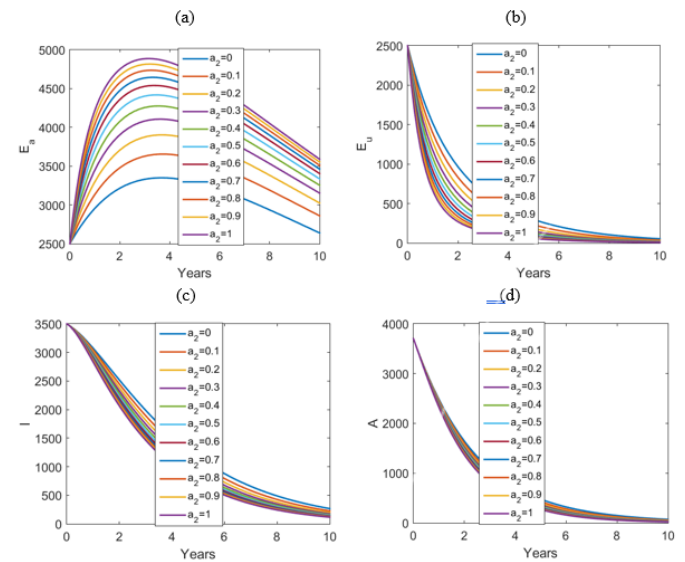 (a)
5000
4500
4000
3500
3000
2500
E_a
0
2
4
6
8
10
Years
a_2=0
a_2=0.1
a_2=0.2
a_2=0.3
a_2=0.4
a_2=0.5
a_2=0.6
a_2=0.7
a_2=0.8
a_2=0.9
a_2=1
(b)
2500
2000
1500
1000
500
0
E_u
0
2
4
6
8
10
Years
a_2=0
a_2=0.1
a_2=0.2
a_2=0.3
a_2=0.4
a_2=0.5
a_2=0.6
a_2=0.7
a_2=0.8
a_2=0.9
a_2=1
(c)
3500
3000
2500
2000
1500
1000
500
0
I
0
2
4
6
8
10
Years
a_2=0
a_2=0.1
a_2=0.2
a_2=0.3
a_2=0.4
a_2=0.5
a_2=0.6
a_2=0.7
a_2=0.8
a_2=0.9
a_2=1
(d)
4000
3000
2000
1000
0
A
0
2
4
6
8
10
Years
a_2=0
a_2=0.1
a_2=0.2
a_2=0.3
a_2=0.4
a_2=0.5
a_2=0.6
a_2=0.7
a_2=0.8
a_2=0.9
a_2=1